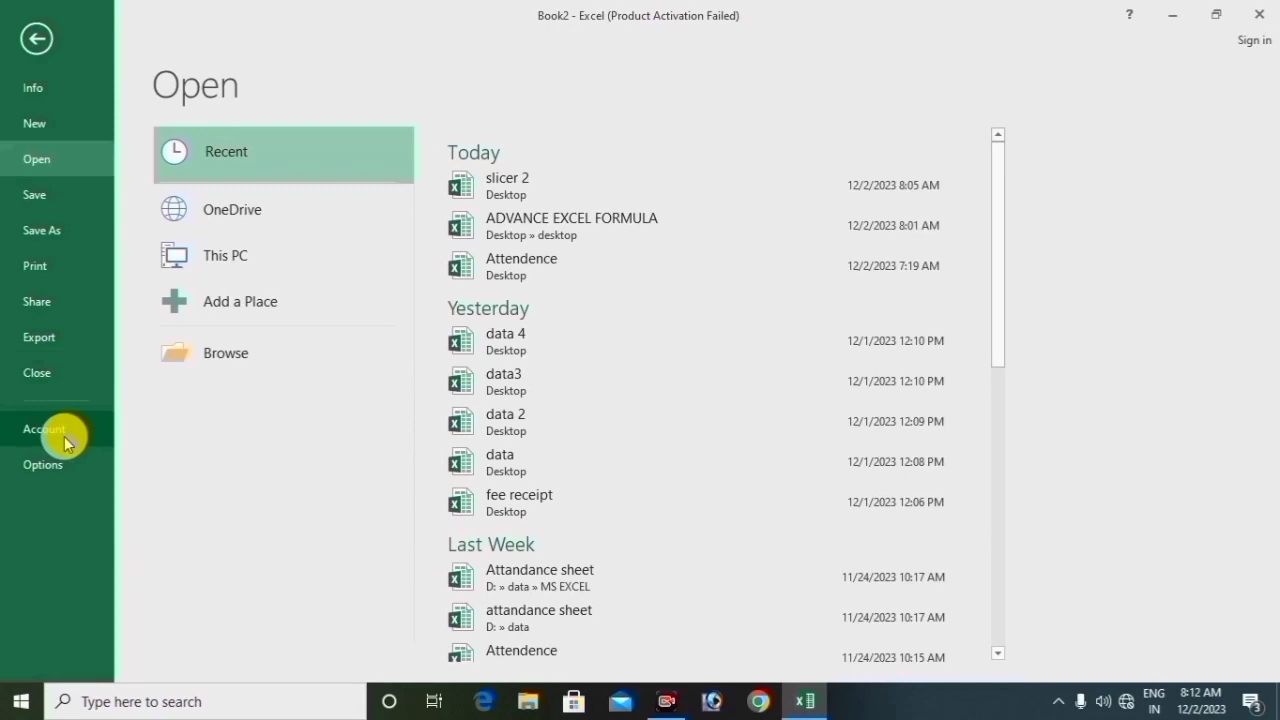 Book2 - Excel (Product Activation Failed)
?
Sign in
Info
New
Open
Save
Save As
Print
Share
Export
Close
Account
Options
Open
Recent
OneDrive
This PC
Add a Place
Browse
Today
slicer 2
Desktop
12/2/2023 8:05 AM
ADVANCE EXCEL FORMULA
Desktop » desktop
12/2/2023 8:01 AM
Attendence
Desktop
12/2/2023 7:19 AM
Yesterday
data 4
Desktop
12/1/2023 12:10 PM
data3
Desktop
12/1/2023 12:10 PM
data 2
Desktop
12/1/2023 12:09 PM
data
Desktop
12/1/2023 12:08 PM
fee receipt
Desktop
12/1/2023 12:06 PM
Last Week
Attandance sheet
D: » data » MS EXCEL
11/24/2023 10:17 AM
attandance sheet
D: » data
11/24/2023 10:17 AM
Attendence
11/24/2023 10:15 AM
Type here to search
ENG
IN
8:12 AM
12/2/2023
3